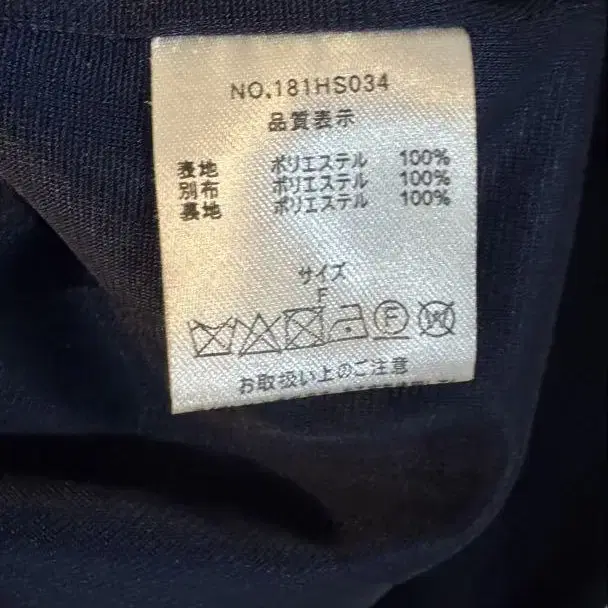 NO.181HS034
品質表示
表地 ポリエステル 100%
別布 ポリエステル 100%
裏地 ポリエステル 100%
サイズ
F
F W
お取扱い上のご注意